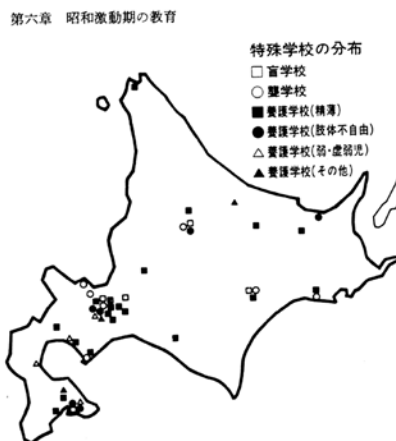 第六章 昭和激動期の教育
特殊学校の分布
□ 盲学校
○ 聾学校
■ 養護学校(精薄)
● 養護学校(肢体不自由)
△ 養護学校(弱・虚弱児)
▲ 養護学校(その他)